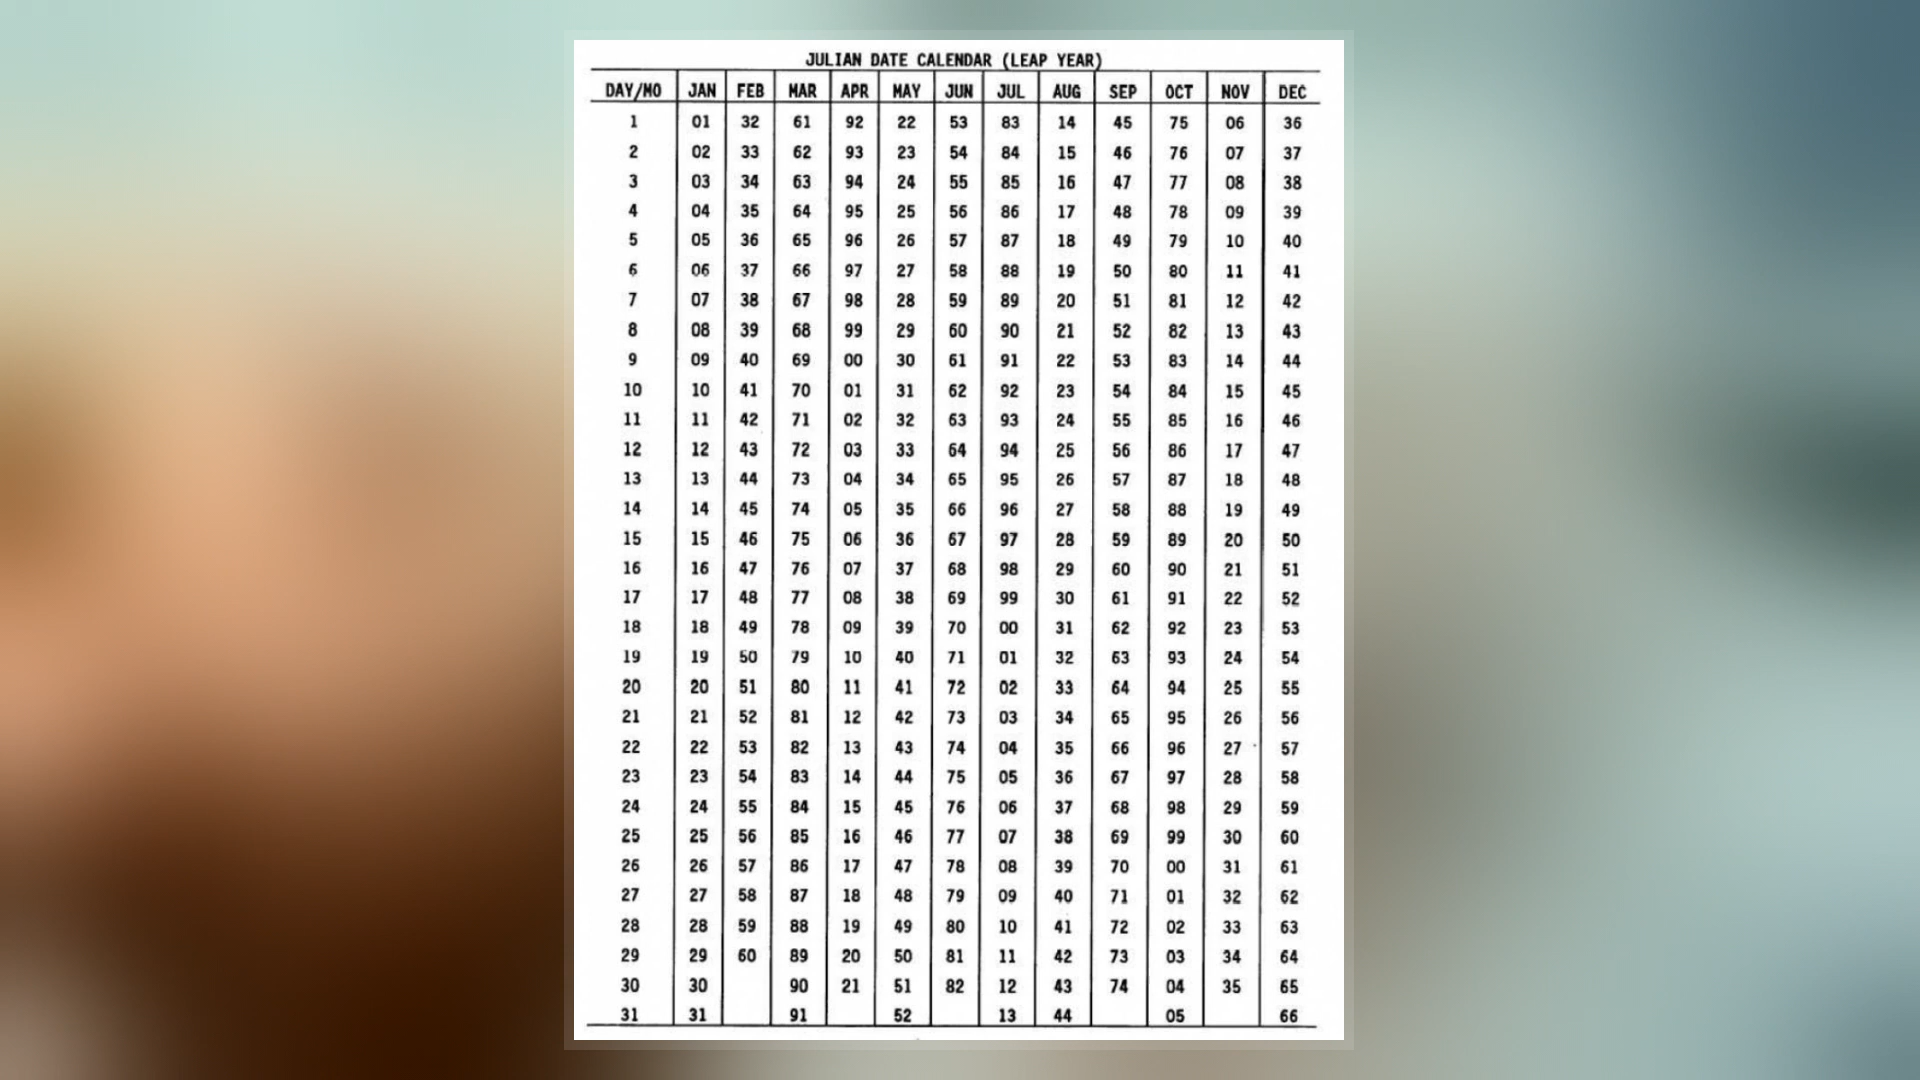 JULIAN DATE CALENDAR (LEAP YEAR)
DAY/MO JAN FEB MAR APR MAY JUN JUL AUG SEP OCT NOV DEC
1 01 32 61 92 22 53 83 14 45 75 06 36
2 02 33 62 93 23 54 84 15 46 76 07 37
3 03 34 63 94 24 55 85 16 47 77 08 38
4 04 35 64 95 25 56 86 17 48 78 09 39
5 05 36 65 96 26 57 87 18 49 79 10 40
6 06 37 66 97 27 58 88 19 50 80 11 41
7 07 38 67 98 28 59 89 20 51 81 12 42
8 08 39 68 99 29 60 90 21 52 82 13 43
9 09 40 69 00 30 61 91 22 53 83 14 44
10 10 41 70 01 31 62 92 23 54 84 15 45
11 11 42 71 02 32 63 93 24 55 85 16 46
12 12 43 72 03 33 64 94 25 56 86 17 47
13 13 44 73 04 34 65 95 26 57 87 18 48
14 14 45 74 05 35 66 96 27 58 88 19 49
15 15 46 75 06 36 67 97 28 59 89 20 50
16 16 47 76 07 37 68 98 29 60 90 21 51
17 17 48 77 08 38 69 99 30 61 91 22 52
18 18 49 78 09 39 70 00 31 62 92 23 53
19 19 50 79 10 40 71 01 32 63 93 24 54
20 20 51 80 11 41 72 02 33 64 94 25 55
21 21 52 81 12 42 73 03 34 65 95 26 56
22 22 53 82 13 43 74 04 35 66 96 27 57
23 23 54 83 14 44 75 05 36 67 97 28 58
24 24 55 84 15 45 76 06 37 68 98 29 59
25 25 56 85 16 46 77 07 38 69 99 30 60
26 26 57 86 17 47 78 08 39 70 00 31 61
27 27 58 87 18 48 79 09 40 71 01 32 62
28 28 59 88 19 49 80 10 41 72 02 33 63
29 29 60 89 20 50 81 11 42 73 03 34 64
30 30 90 21 51 82 12 43 74 04 35 65
31 31 91 52 13 44 05 66